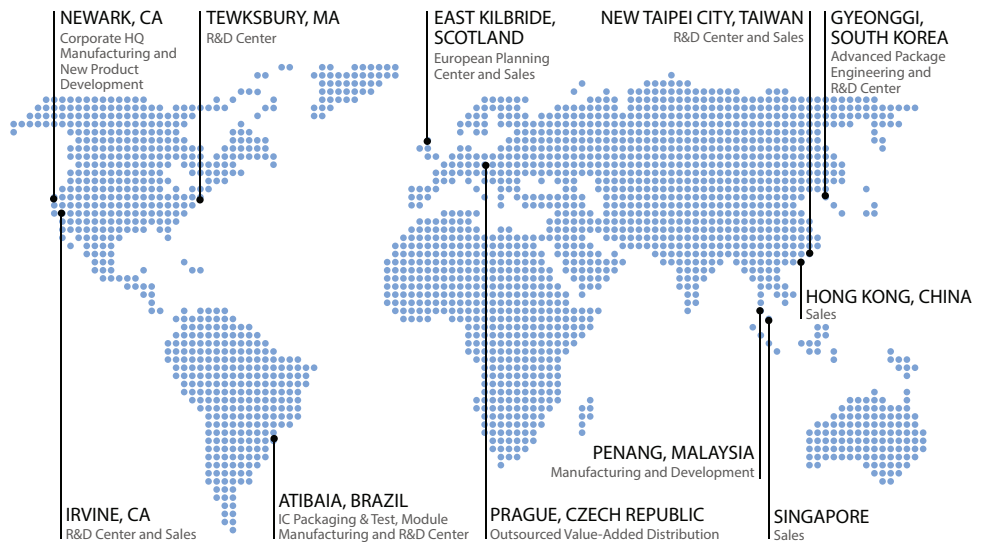 NEWARK, CA
Corporate HQ
Manufacturing and
New Product
Development
TEWKSBURY, MA
R&D Center
EAST KILBRIDE,
SCOTLAND
European Planning
Center and Sales
NEW TAIPEI CITY, TAIWAN
R&D Center and Sales
GYEONGGI,
SOUTH KOREA
Advanced Package
Engineering and
R&D Center
HONG KONG, CHINA
Sales
PENANG, MALAYSIA
Manufacturing and Development
IRVINE, CA
R&D Center and Sales
ATIBAIA, BRAZIL
IC Packaging & Test, Module
Manufacturing and R&D Center
PRAGUE, CZECH REPUBLIC
Outsourced Value-Added Distribution
SINGAPORE
Sales